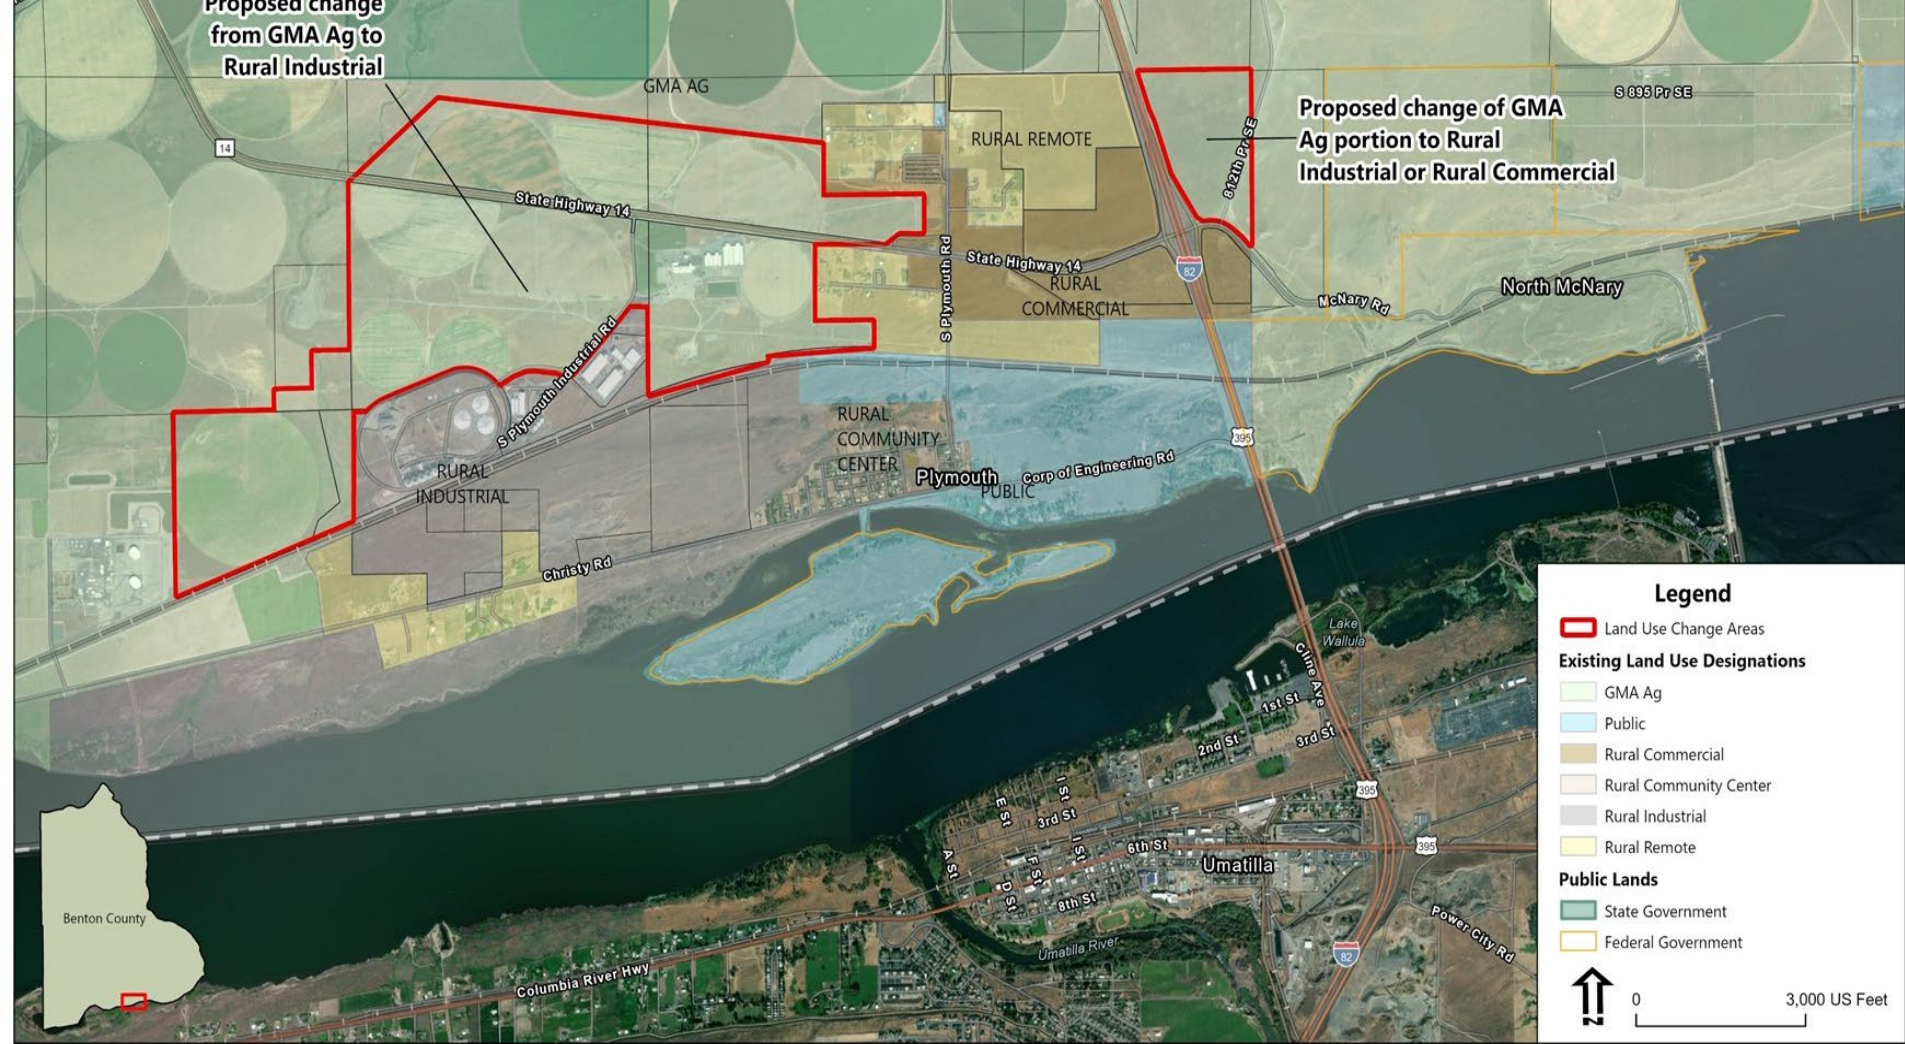 Proposed change
from GMA Ag to
Rural Industrial
GMA AG
14
State Highway 14
RURAL REMOTE
S Plymouth Rd
State Highway 14
RURAL
COMMERCIAL
82
812th Pr SE
Proposed change of GMA
Ag portion to Rural
Industrial or Rural Commercial
S 895 Pr SE
McNary Rd
North McNary
S Plymouth Industrial Rd
RURAL
INDUSTRIAL
RURAL
COMMUNITY
CENTER
Plymouth
Corp of Engineering Rd
PUBLIC
395
Christy Rd
Lake
Wallula
Cline Ave
1st St
2nd St
3rd St
395
395
I St
E St
3rd St
I St
6th St
A St
F St
D St
8th St
Umatilla
Umatilla River
Columbia River Hwy
Power City Rd
82
Benton County
Legend
Land Use Change Areas
Existing Land Use Designations
GMA Ag
Public
Rural Commercial
Rural Community Center
Rural Industrial
Rural Remote
Public Lands
State Government
Federal Government
N
0 3,000 US Feet